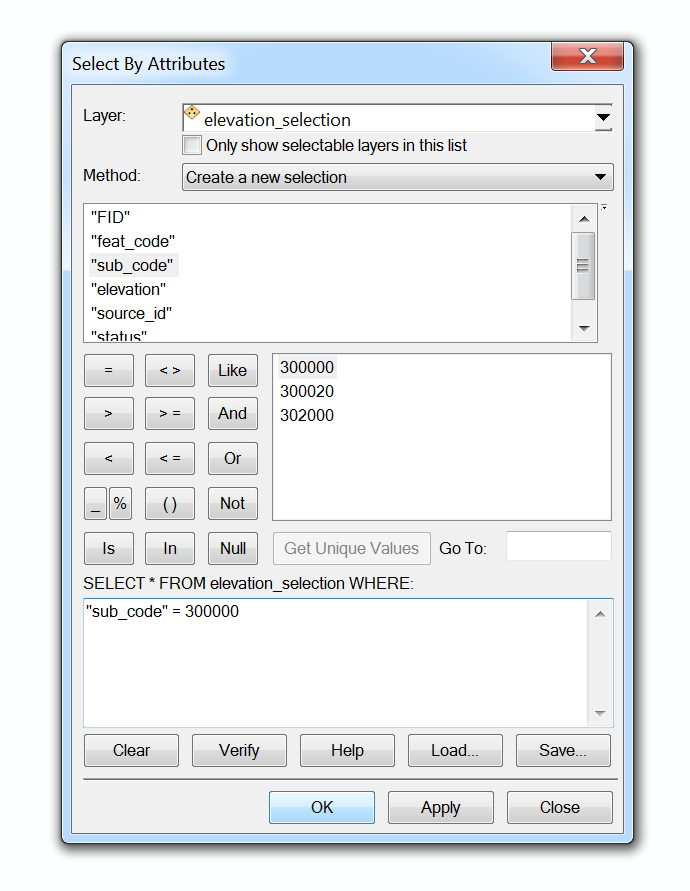 Select By Attributes
Layer:
elevation_selection
Only show selectable layers in this list
Method:
Create a new selection
"FID"
"feat_code"
"sub_code"
"elevation"
"source_id"
"status"
= < > Like
> > = And
< < = Or
_ % ( ) Not
Is In Null
300000
300020
302000
Get Unique Values Go To:
SELECT * FROM elevation_selection WHERE:
"sub_code" = 300000
Clear Verify Help Load... Save...
OK Apply Close